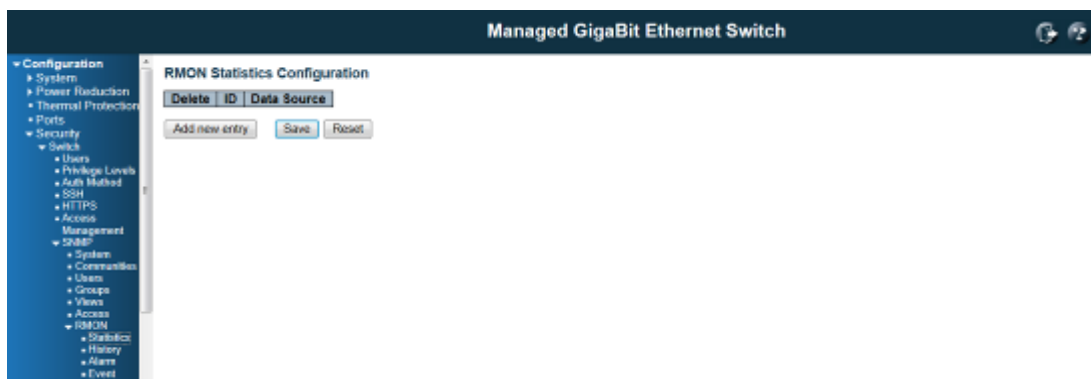 Managed GigaBit Ethernet Switch
Configuration
System
Power Reduction
Thermal Protection
Ports
Security
Switch
Users
Privilege Levels
Auth Method
SSH
HTTPS
Access
Management
SNMP
System
Communities
Users
Groups
Views
Access
RMON
Statistics
History
Alarm
Event
RMON Statistics Configuration
Delete ID Data Source
Add new entry Save Reset